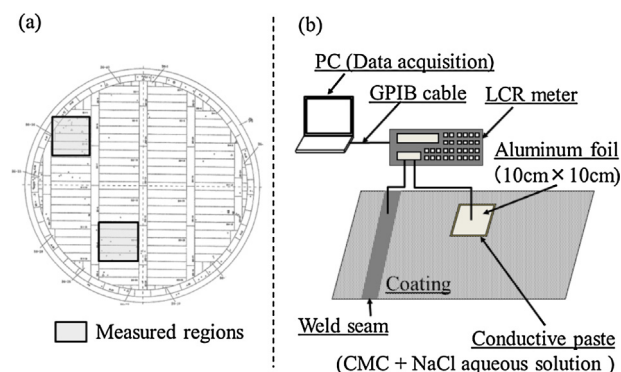 (a)
Measured regions
(b)
PC (Data acquisition)
GPIB cable
LCR meter
Aluminum foil
(10cm×10cm)
Coating
Weld seam
Conductive paste
(CMC + NaCl aqueous solution )